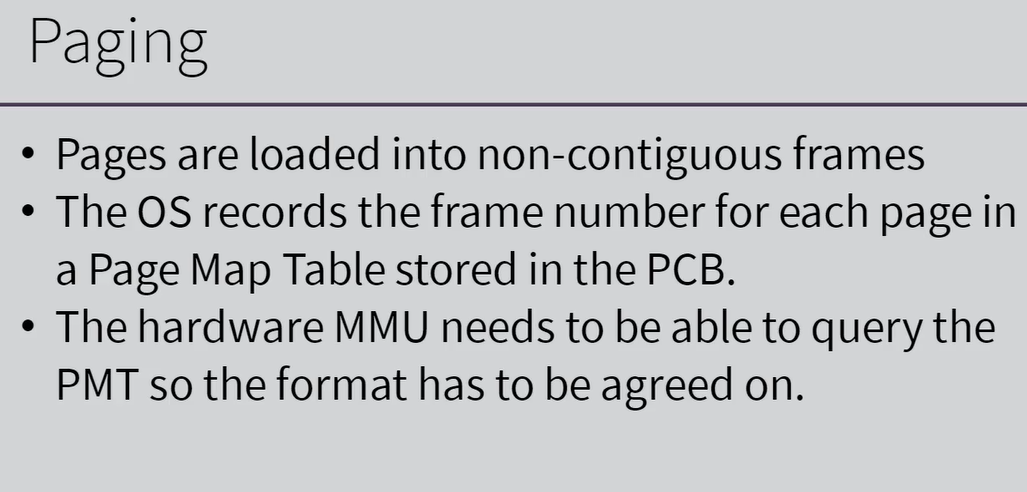 Paging
• Pages are loaded into non-contiguous frames
• The OS records the frame number for each page in
a Page Map Table stored in the PCB.
• The hardware MMU needs to be able to query the
PMT so the format has to be agreed on.